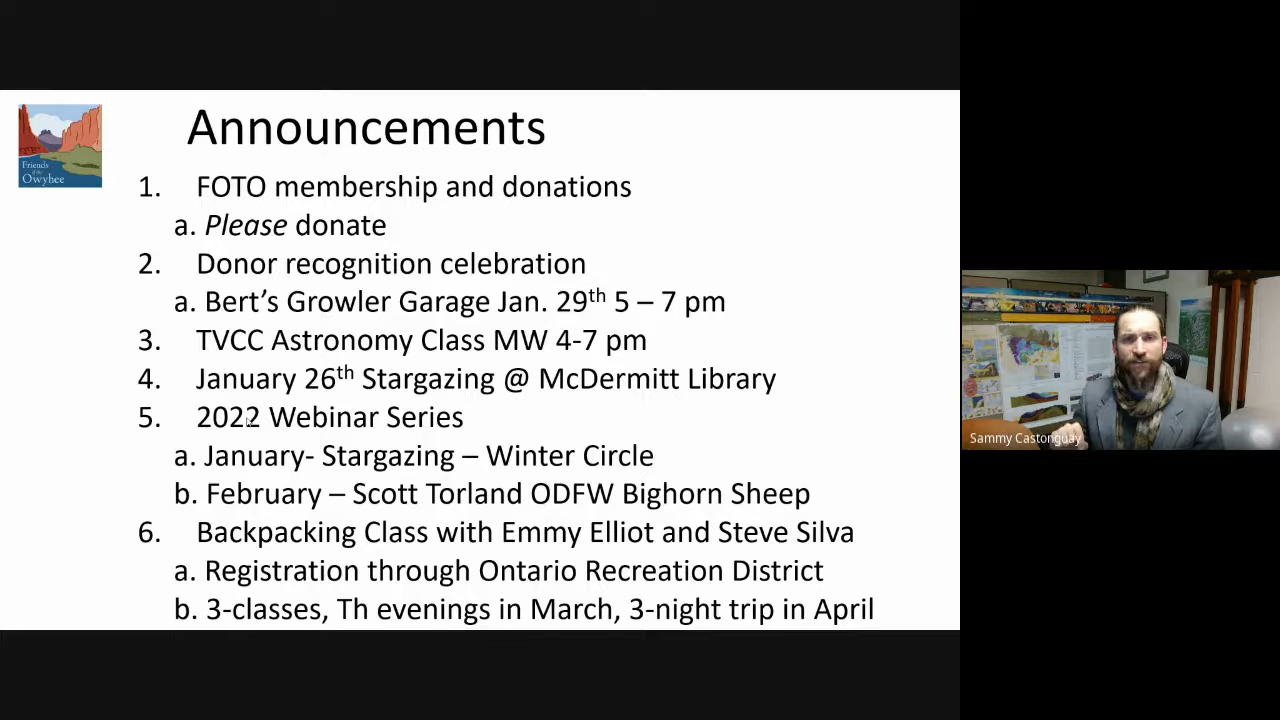 Friends
of the
Owyhee
Announcements
1. FOTO membership and donations
a. Please donate
2. Donor recognition celebration
a. Bert's Growler Garage Jan. 29th 5 – 7 pm
3. TVCC Astronomy Class MW 4-7 pm
4. January 26th Stargazing @ McDermitt Library
5. 2022 Webinar Series
a. January- Stargazing – Winter Circle
b. February – Scott Torland ODFW Bighorn Sheep
6. Backpacking Class with Emmy Elliot and Steve Silva
a. Registration through Ontario Recreation District
b. 3-classes, Th evenings in March, 3-night trip in April
Sammy Castonguay